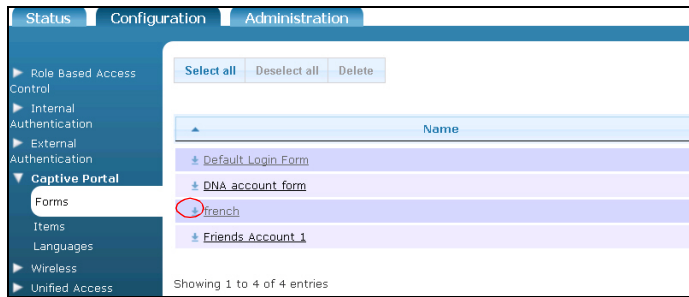 Status Configuration Administration
Select all Deselect all Delete
Role Based Access
Control
Internal
Authentication
External
Authentication
Captive Portal
Forms
Items
Languages
Wireless
Unified Access
Name
Default Login Form
DNA account form
french
Friends Account 1
Showing 1 to 4 of 4 entries